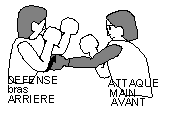 DEFENSE
bras
ARRIERE
ATTAQUE
MAIN
AVANT